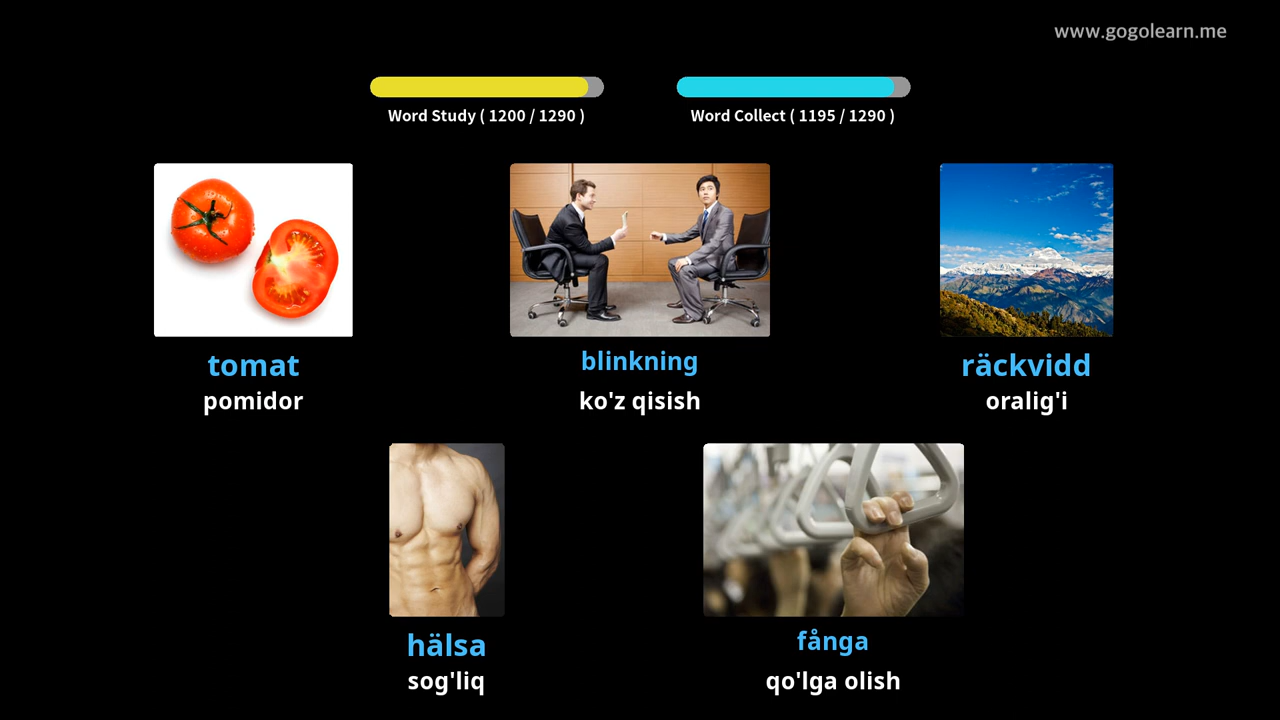 www.gogolearn.me
Word Study ( 1200 / 1290 )
Word Collect ( 1195 / 1290 )
tomat
pomidor
blinkning
ko'z qisish
räckvidd
oralig'i
hälsa
sog'liq
fånga
qo'lga olish